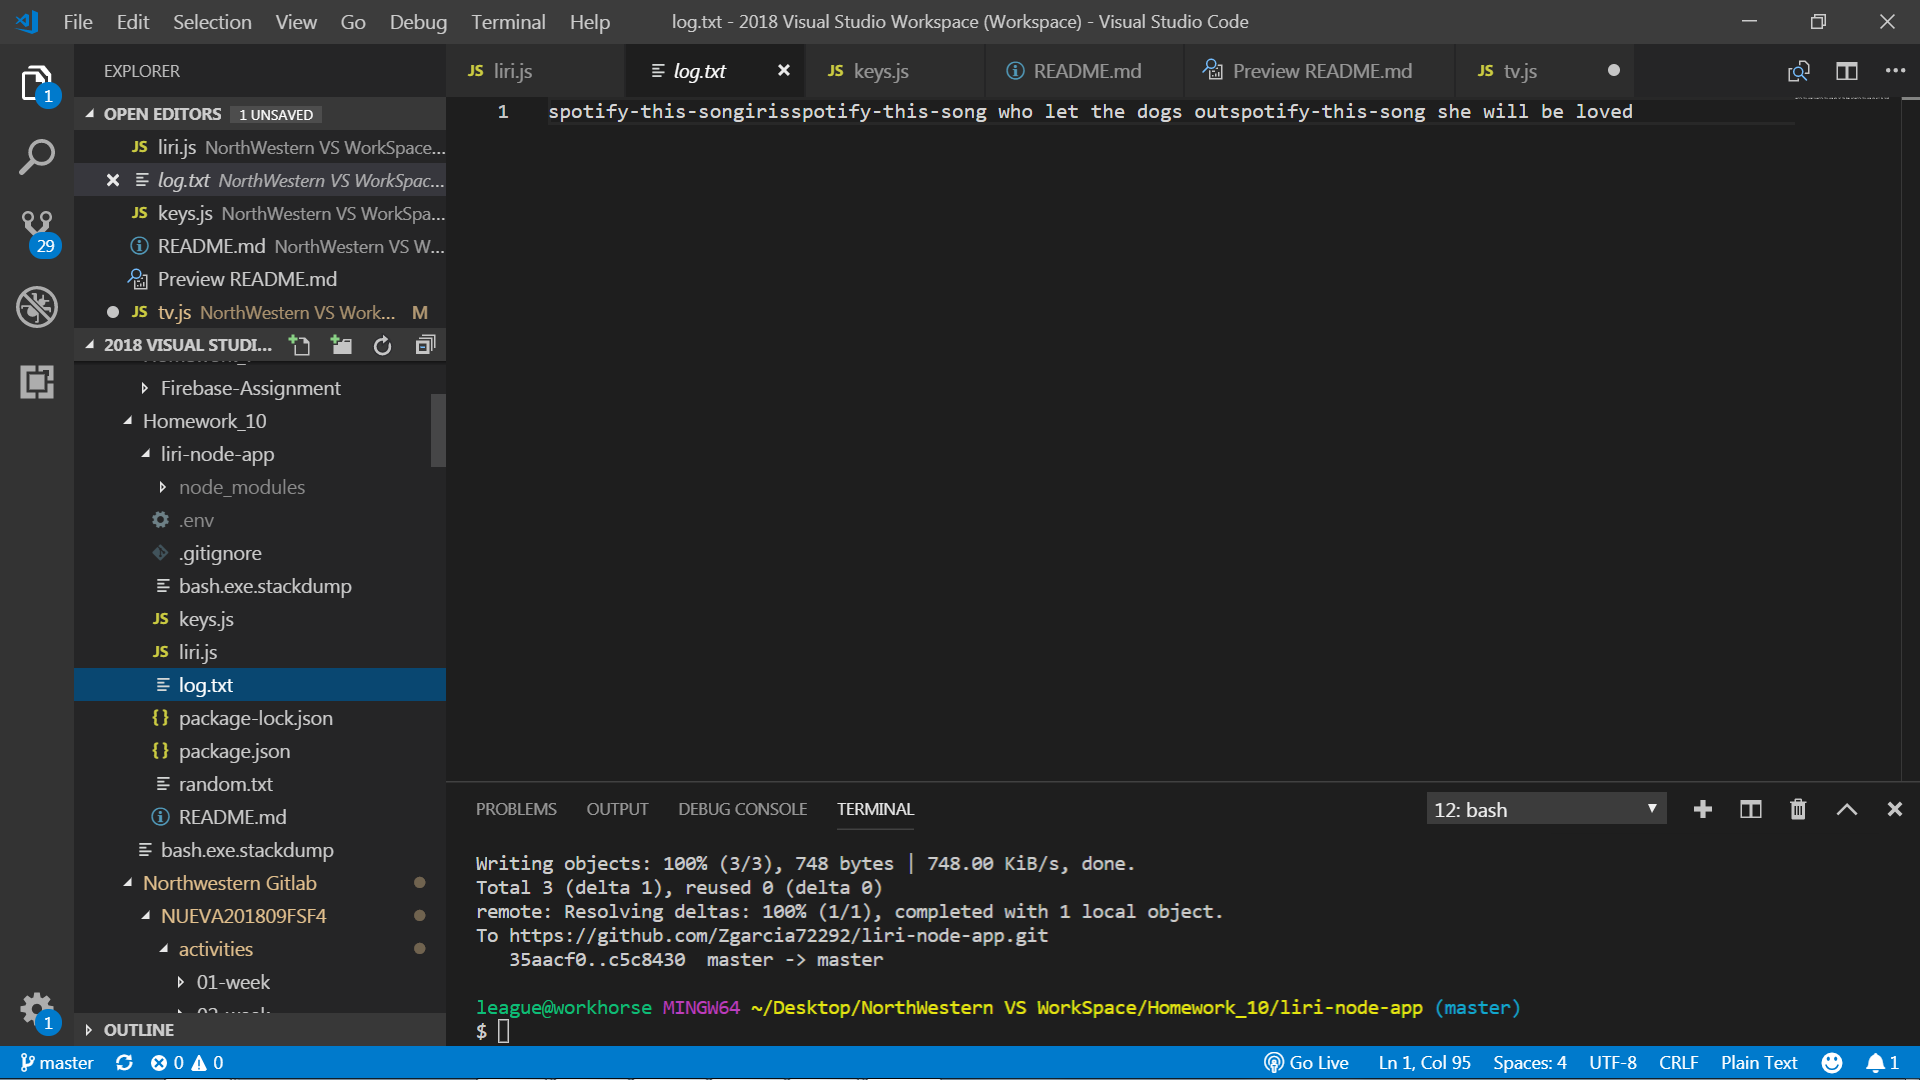 File Edit Selection View Go Debug Terminal Help log.txt - 2018 Visual Studio Workspace (Workspace) - Visual Studio Code
EXPLORER
JS liri.js log.txt JS keys.js README.md Preview README.md JS tv.js
1
OPEN EDITORS 1 UNSAVED
1 spotify-this-songirisspotify-this-song who let the dogs outspotify-this-song she will be loved
JS liri.js NorthWestern VS WorkSpace...
log.txt NorthWestern VS WorkSpac...
JS keys.js NorthWestern VS WorkSpa...
29
README.md NorthWestern VS W...
Preview README.md
JS tv.js NorthWestern VS Work... M
2018 VISUAL STUDI...
Firebase-Assignment
Homework_10
liri-node-app
node_modules
.env
.gitignore
bash.exe.stackdump
JS keys.js
JS liri.js
log.txt
{} package-lock.json
{} package.json
random.txt
README.md
bash.exe.stackdump
Northwestern Gitlab
NUEVA201809FSF4
activities
01-week
1
OUTLINE
PROBLEMS OUTPUT DEBUG CONSOLE TERMINAL 12: bash
Writing objects: 100% (3/3), 748 bytes | 748.00 KiB/s, done.
Total 3 (delta 1), reused 0 (delta 0)
remote: Resolving deltas: 100% (1/1), completed with 1 local object.
To https://github.com/Zgarcia72292/liri-node-app.git
35aacf0..c5c8430 master -> master
league@workhorse MINGW64 ~/Desktop/NorthWestern VS WorkSpace/Homework_10/liri-node-app (master)
$
master 0 0 Go Live Ln 1, Col 95 Spaces: 4 UTF-8 CRLF Plain Text 1